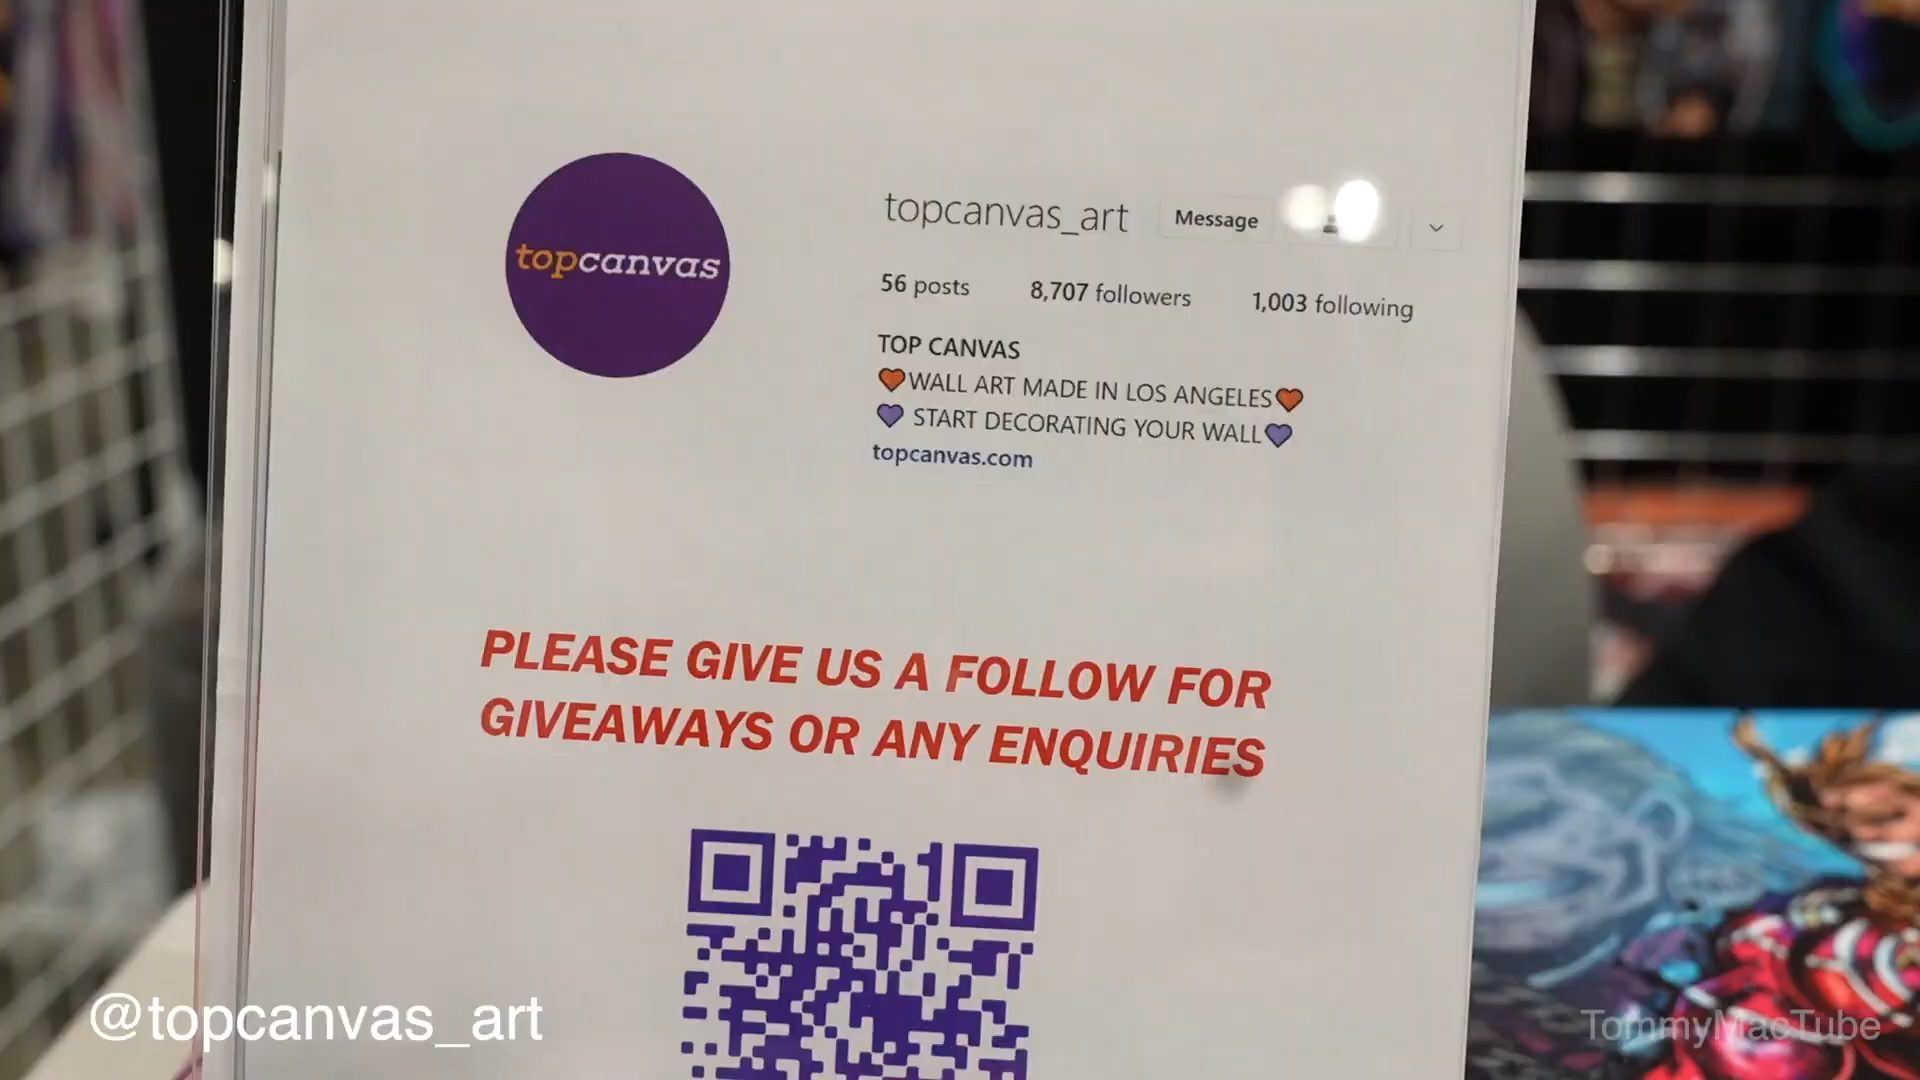 topcanvas
topcanvas_art Message
56 posts 8,707 followers 1,003 following
TOP CANVAS
🧡WALL ART MADE IN LOS ANGELES🧡
💜 START DECORATING YOUR WALL💜
topcanvas.com
PLEASE GIVE US A FOLLOW FOR
GIVEAWAYS OR ANY ENQUIRIES
@topcanvas_art
TommyMacTube